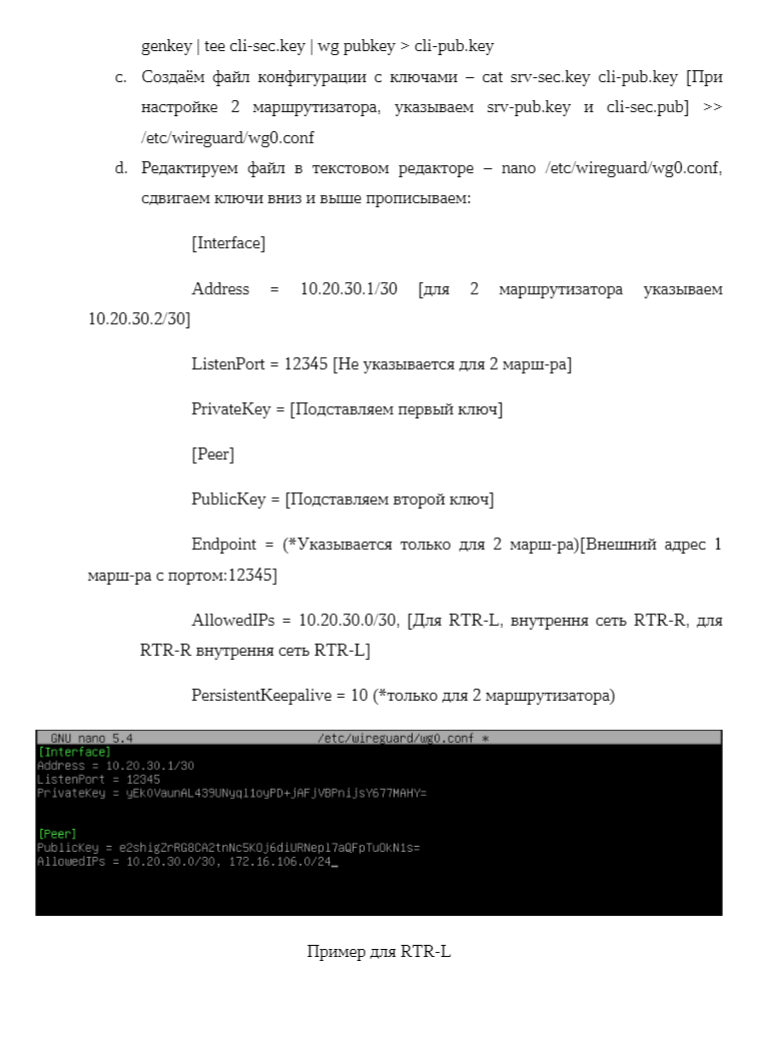 genkey | tee cli-sec.key | wg pubkey > cli-pub.key
c. Создаём файл конфигурации с ключами – cat srv-sec.key cli-pub.key [При
настройке 2 маршрутизатора, указываем srv-pub.key и cli-sec.pub] >>
/etc/wireguard/wg0.conf
d. Редактируем файл в текстовом редакторе – nano /etc/wireguard/wg0.conf,
сдвигаем ключи вниз и выше прописываем:
[Interface]
Address = 10.20.30.1/30 [для 2 маршрутизатора указываем
10.20.30.2/30]
ListenPort = 12345 [Не указывается для 2 марш-ра]
PrivateKey = [Подставляем первый ключ]
[Peer]
PublicKey = [Подставляем второй ключ]
Endpoint = (*Указывается только для 2 марш-ра)[Внешний адрес 1
марш-ра с портом:12345]
AllowedIPs = 10.20.30.0/30, [Для RTR-L, внутрення сеть RTR-R, для
RTR-R внутрення сеть RTR-L]
PersistentKeepalive = 10 (*только для 2 маршрутизатора)
GNU nano 5.4 /etc/wireguard/wg0.conf *
[Interface]
Address = 10.20.30.1/30
ListenPort = 12345
PrivateKey = yEkOVaunAL439UNyql1oyPD+jAFjVBPnijsY677MAHY=
[Peer]
PublicKey = e2shigZrRG8CA2tnNc5KOj6diURNepl7aQFpTuOkN1s=
AllowedIPs = 10.20.30.0/30, 172.16.106.0/24_
Пример для RTR-L